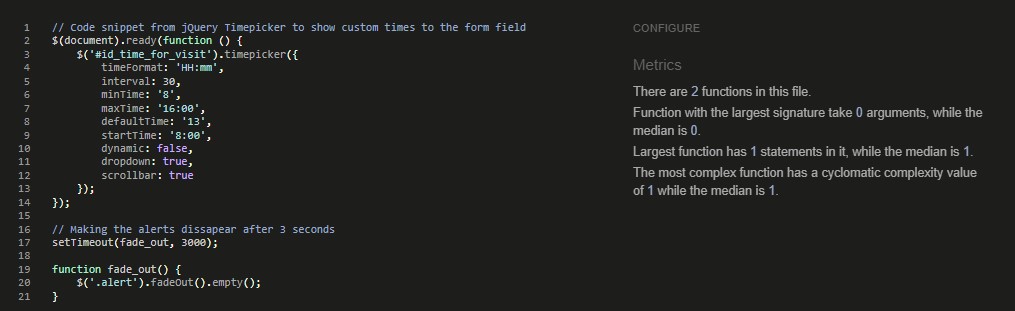 1 // Code snippet from jQuery Timepicker to show custom times to the form field
2 $(document).ready(function () {
3     $('#id_time_for_visit').timepicker({
4         timeFormat: 'HH:mm',
5         interval: 30,
6         minTime: '8',
7         maxTime: '16:00',
8         defaultTime: '13',
9         startTime: '8:00',
10         dynamic: false,
11         dropdown: true,
12         scrollbar: true
13     });
14 });
15
16 // Making the alerts dissapear after 3 seconds
17 setTimeout(fade_out, 3000);
18
19 function fade_out() {
20     $('.alert').fadeOut().empty();
21 }
CONFIGURE
Metrics
There are 2 functions in this file.
Function with the largest signature take 0 arguments, while the
median is 0.
Largest function has 1 statements in it, while the median is 1.
The most complex function has a cyclomatic complexity value
of 1 while the median is 1.